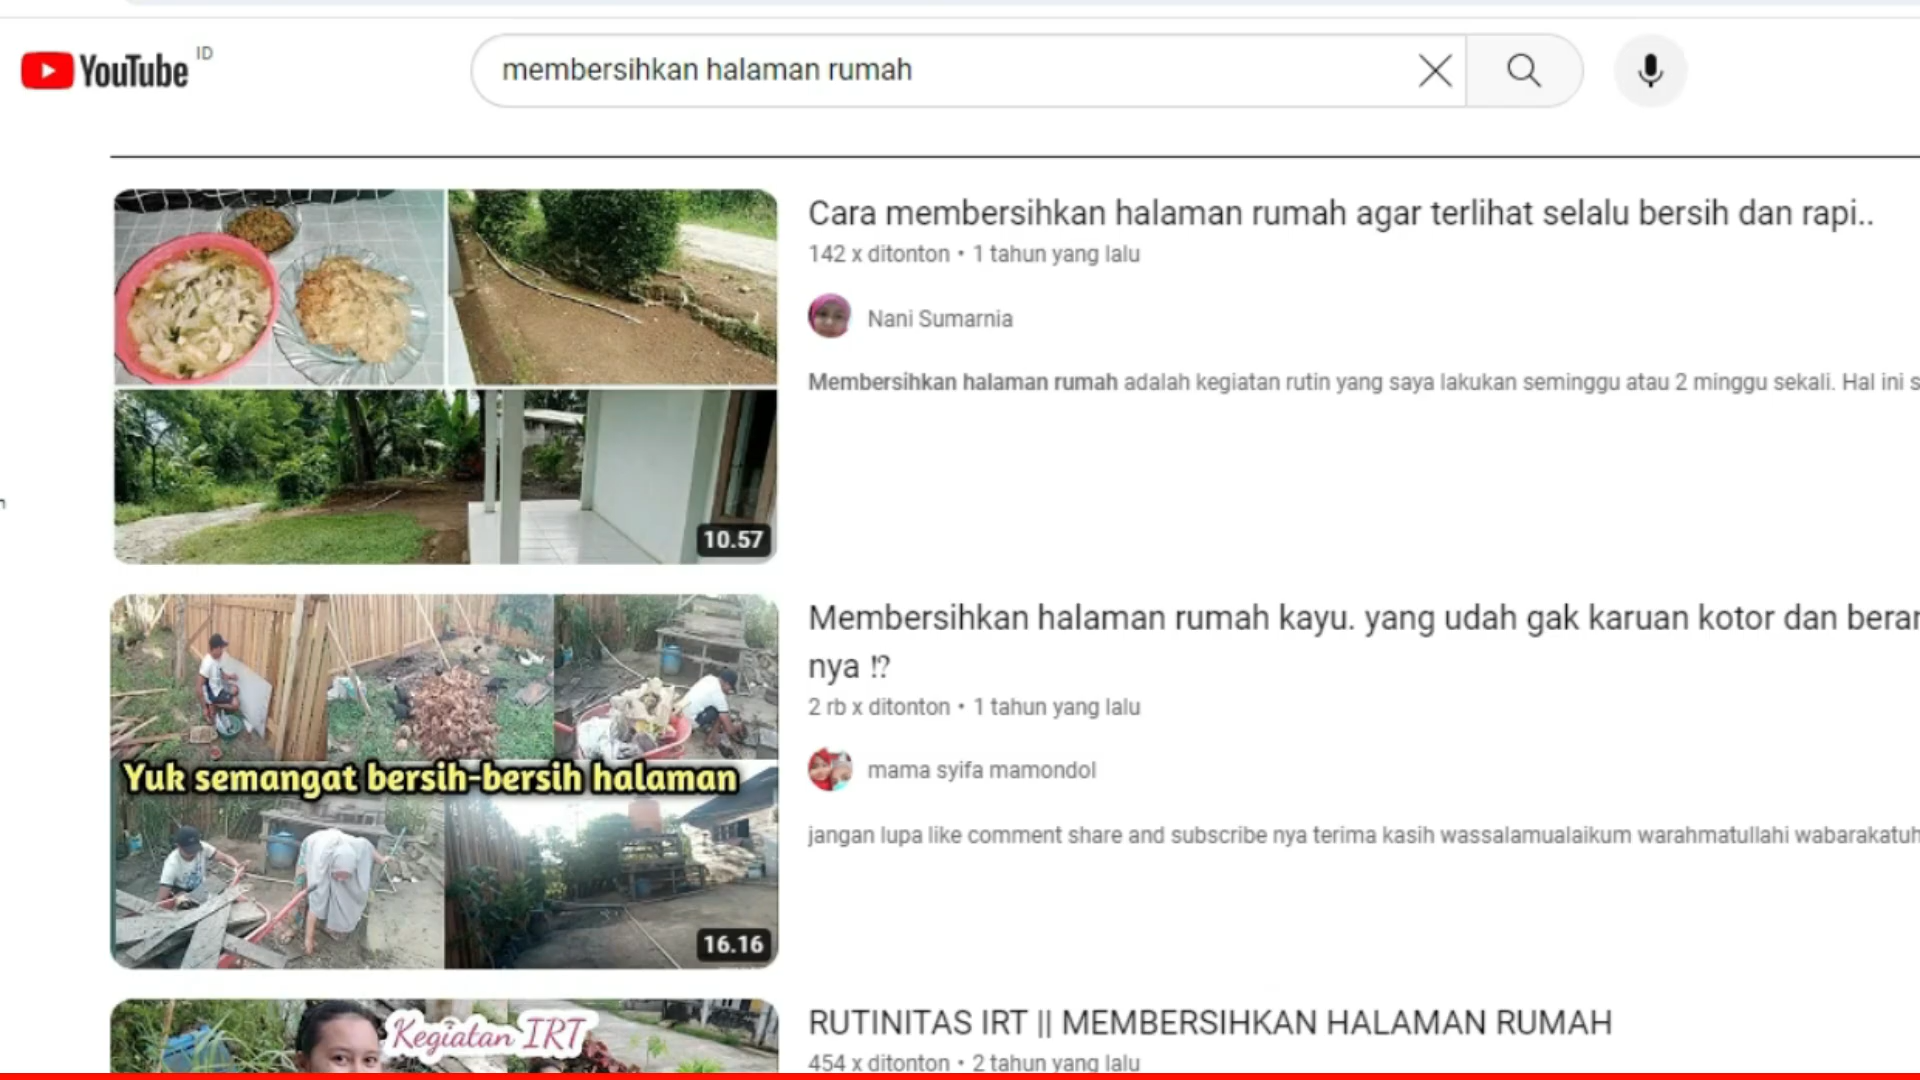 YouTube ID
membersihkan halaman rumah
Cara membersihkan halaman rumah agar terlihat selalu bersih dan rapi..
142 x ditonton • 1 tahun yang lalu
Nani Sumarnia
Membersihkan halaman rumah adalah kegiatan rutin yang saya lakukan seminggu atau 2 minggu sekali. Hal ini
10.57
Membersihkan halaman rumah kayu. yang udah gak karuan kotor dan
nya !?
2 rb x ditonton • 1 tahun yang lalu
mama syifa mamondol
Yuk semangat bersih-bersih halaman
jangan lupa like comment share and subscribe nya terima kasih wassalamualaikum warahmatullahi wabarakatuh
16.16
Kegiatan IRT
RUTINITAS IRT || MEMBERSIHKAN HALAMAN RUMAH
454 x ditonton • 2 tahun yang lalu